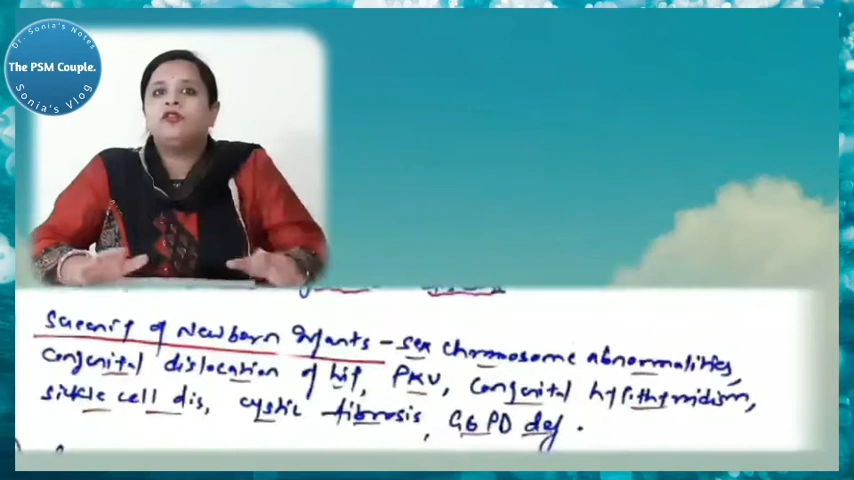 Dr. Sonia's Notes
The PSM Couple.
Sonia's Vlog
Screening of Newborn Infants - sex chromosome abnormalities,
Congenital dislocation of hip, PKU, Congenital hypothyroidism,
sickle cell dis, cystic fibrosis, G6PD def.